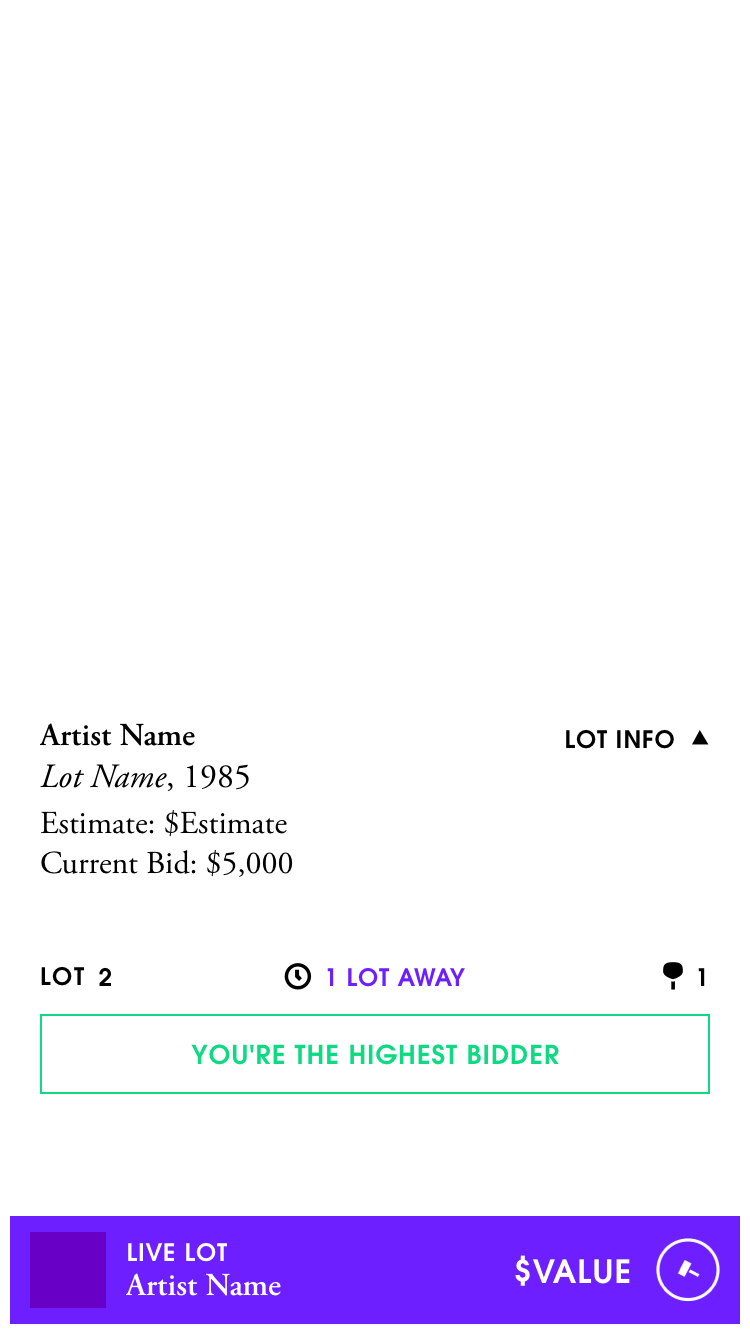 Artist Name
LOT INFO
Lot Name, 1985
Estimate: $Estimate
Current Bid: $5,000
LOT 2
1 LOT AWAY
1
YOU'RE THE HIGHEST BIDDER
LIVE LOT
Artist Name
$VALUE